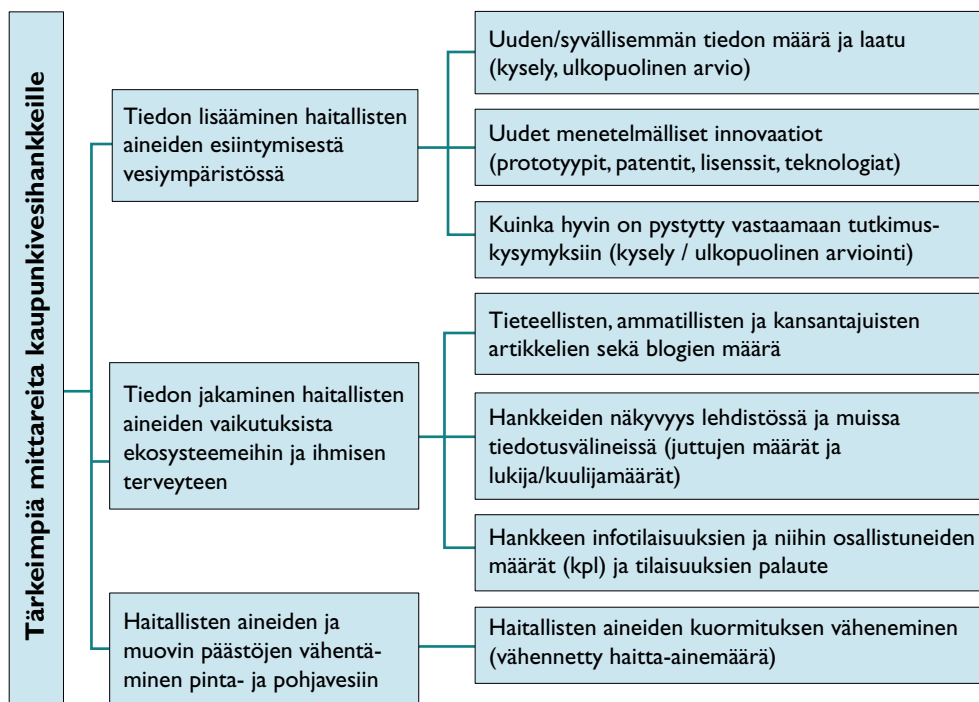 Tärkeimpiä mittareita kaupunkivesihankkeille
Tiedon lisääminen haitallisten
aineiden esiintymisestä
vesiympäristössä
Uuden/syvällisemmän tiedon määrä ja laatu
(kysely, ulkopuolinen arvio)
Uudet menetelmälliset innovaatiot
(prototyypit, patentit, lisenssit, teknologiat)
Kuinka hyvin on pystytty vastaamaan tutkimus-
kysymyksiin (kysely / ulkopuolinen arviointi)
Tiedon jakaminen haitallisten
aineiden vaikutuksista
ekosysteemeihin ja ihmisen
terveyteen
Tieteellisten, ammatillisten ja kansantajuisten
artikkelien sekä blogien määrä
Hankkeiden näkyvyys lehdistössä ja muissa
tiedotusvälineissä (juttujen määrät ja
lukija/kuulijamäärät)
Hankkeen infotilaisuuksien ja niihin osallistuneiden
määrät (kpl) ja tilaisuuksien palaute
Haitallisten aineiden ja
muovin päästöjen vähentä-
minen pinta- ja pohjavesiin
Haitallisten aineiden kuormituksen väheneminen
(vähennetty haitta-ainemäärä)